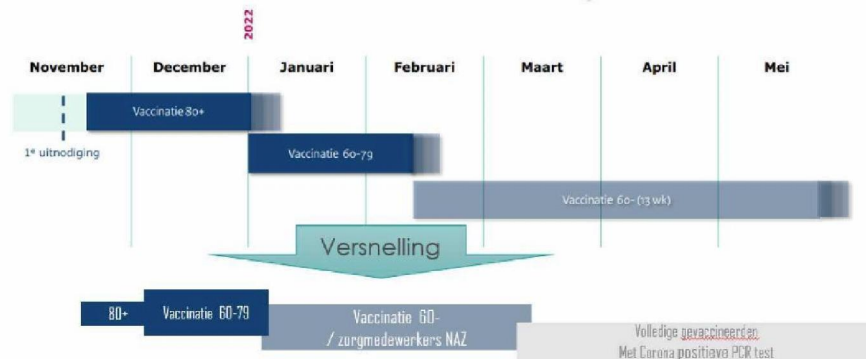 2022
November December Januari Februari Maart April Mei
Vaccinatie 80+
1e uitnodiging
Vaccinatie 60-79
Vaccinatie 60- (13 wk)
Versnelling
80+ Vaccinatie 60-79
Vaccinatie 60-
/ zorgmedewerkers NAZ
Volledige gevaccineerden
Met Corona positieve PCR test